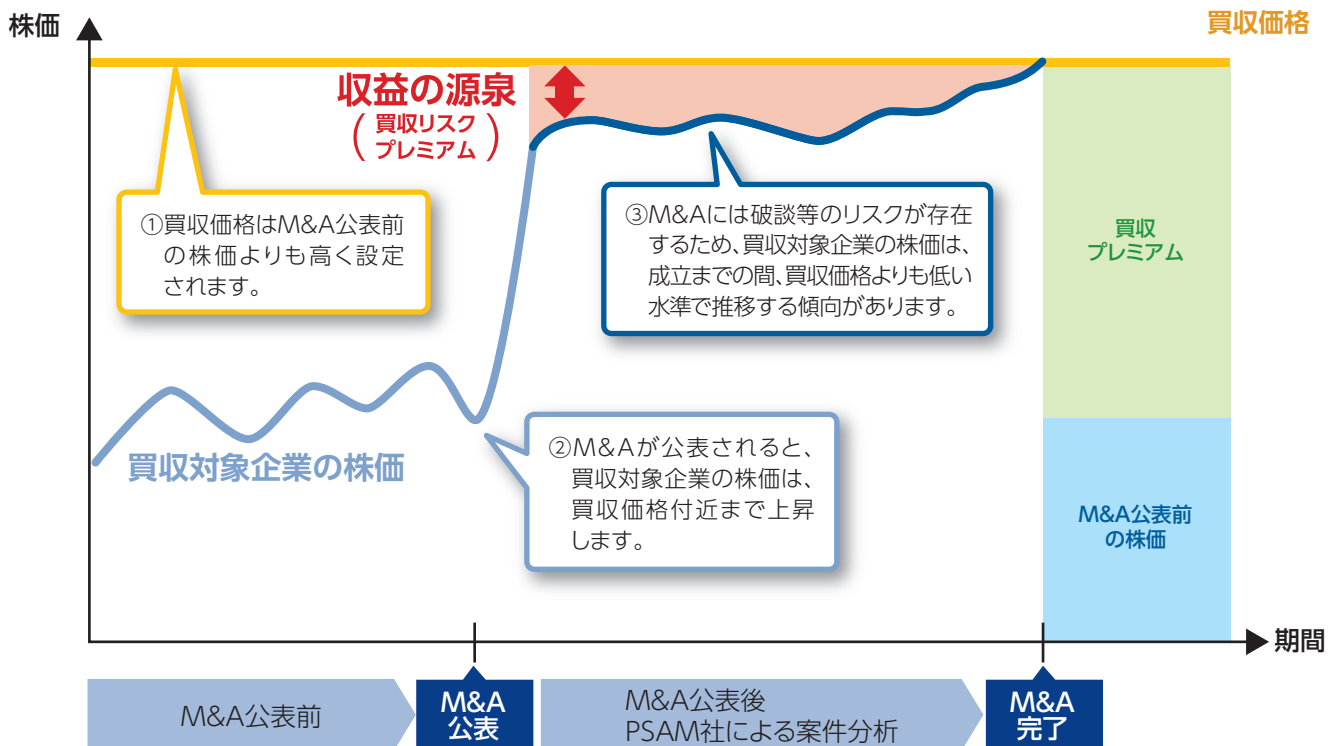 株価
買収価格
収益の源泉
(買収リスク
プレミアム)
①買収価格はM&A公表前
の株価よりも高く設定
されます。
③M&Aには破談等のリスクが存在
するため、買収対象企業の株価は、
成立までの間、買収価格よりも低い
水準で推移する傾向があります。
買収
プレミアム
買収対象企業の株価
②M&Aが公表されると、
買収対象企業の株価は、
買収価格付近まで上昇
します。
M&A公表前
の株価
期間
M&A公表前
M&A
公表
M&A公表後
PSAM社による案件分析
M&A
完了